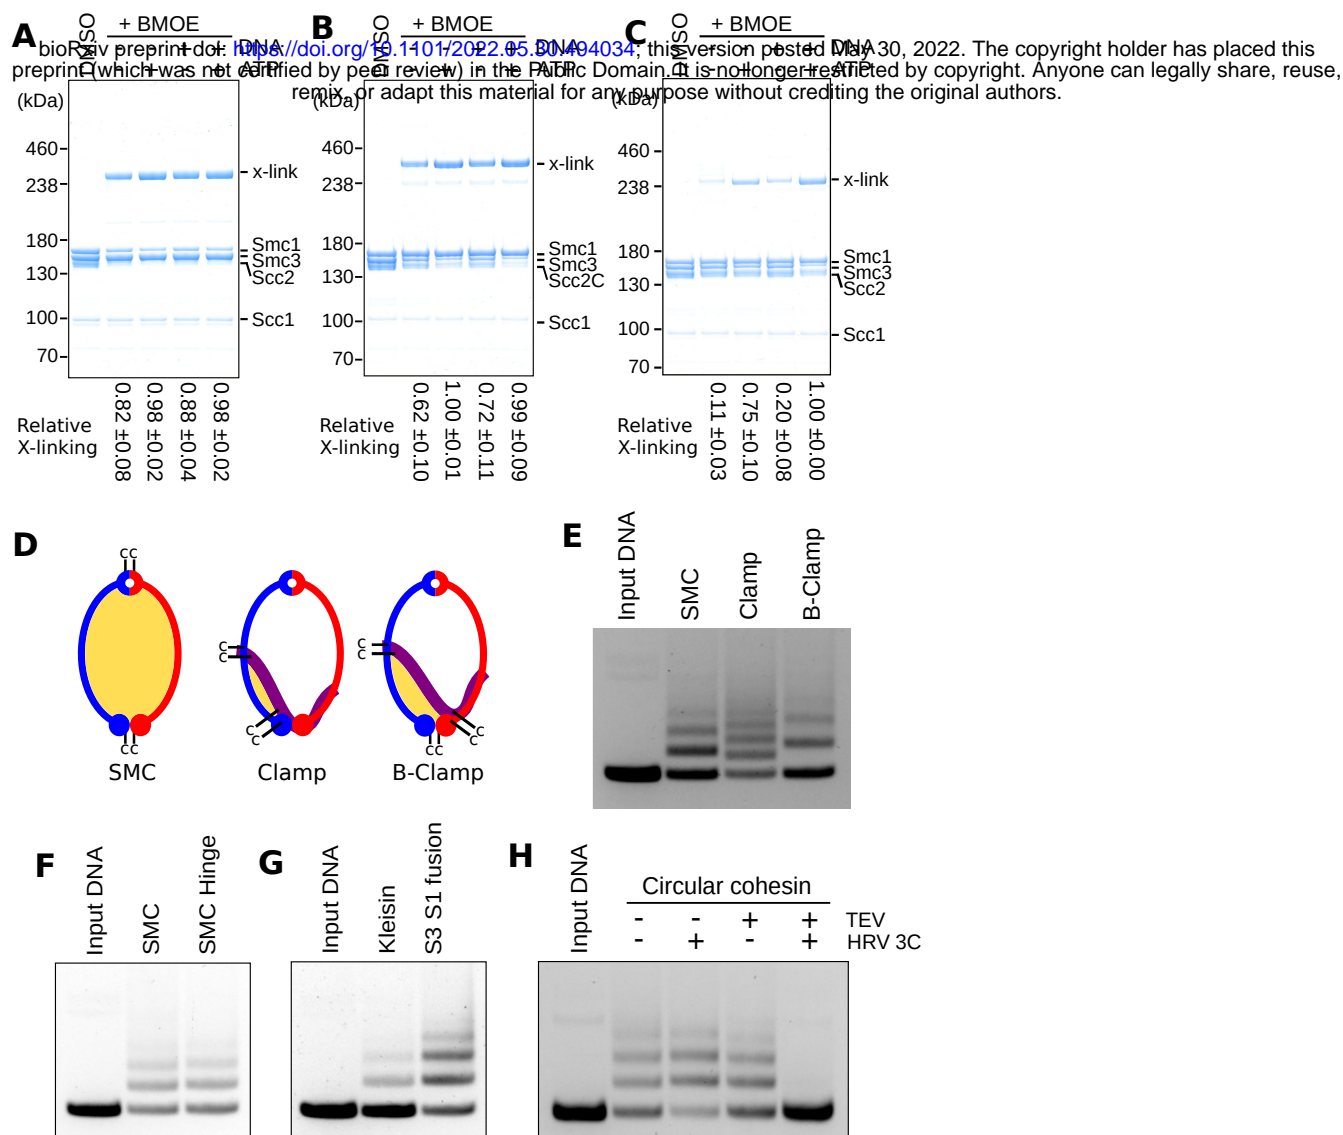 bioRxiv preprint doi: https://doi.org/10.1101/2022.05.30.494034; this version posted May 30, 2022. The copyright holder has placed this
preprint (which was not certified by peer review) in the Public Domain. It is no longer restricted by copyright. Anyone can legally share, reuse,
remix, or adapt this material for any purpose without crediting the original authors.
A
DMSO
+ BMOE
- - + + DNA
- + - + ATP
(kDa)
460
238
180
130
100
70
x-link
Smc1
Smc3
Scc2
Scc1
Relative
X-linking
0.82 ±0.08
0.98 ±0.02
0.88 ±0.04
0.98 ±0.02
B
DMSO
+ BMOE
- - + + DNA
- + - + ATP
(kDa)
460
238
180
130
100
70
x-link
Smc1
Smc3
Scc2C
Scc1
Relative
X-linking
0.62 ±0.10
1.00 ±0.01
0.72 ±0.11
0.99 ±0.09
C
DMSO
+ BMOE
- - + + DNA
- + - + ATP
(kDa)
460
238
180
130
100
70
x-link
Smc1
Smc3
Scc2
Scc1
Relative
X-linking
0.11 ±0.03
0.75 ±0.10
0.20 ±0.08
1.00 ±0.00
D
cc
cc
SMC
c
c
c
c
Clamp
c
c
c
c
cc
B-Clamp
E
Input DNA
SMC
Clamp
B-Clamp
F
Input DNA
SMC
SMC Hinge
G
Input DNA
Kleisin
S3 S1 fusion
H
Input DNA
Circular cohesin
- - + + TEV
- + - + HRV 3C